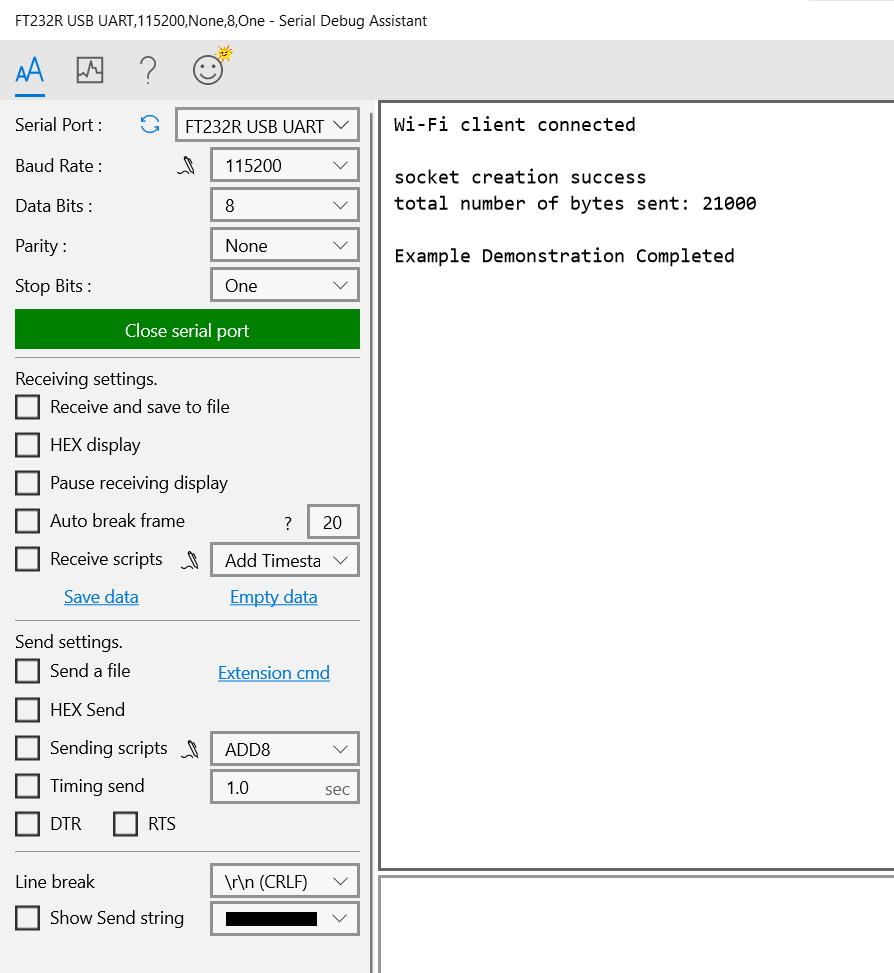 FT232R USB UART,115200,None,8,One - Serial Debug Assistant
AA
?
Serial Port :
FT232R USB UART
Baud Rate :
115200
Data Bits :
8
Parity :
None
Stop Bits :
One
Close serial port
Receiving settings.
Receive and save to file
HEX display
Pause receiving display
Auto break frame
?
20
Receive scripts
Add Timesta
Save data
Empty data
Send settings.
Send a file
Extension cmd
HEX Send
Sending scripts
ADD8
Timing send
1.0
sec
DTR
RTS
Line break
\r\n (CRLF)
Show Send string
Wi-Fi client connected
socket creation success
total number of bytes sent: 21000
Example Demonstration Completed